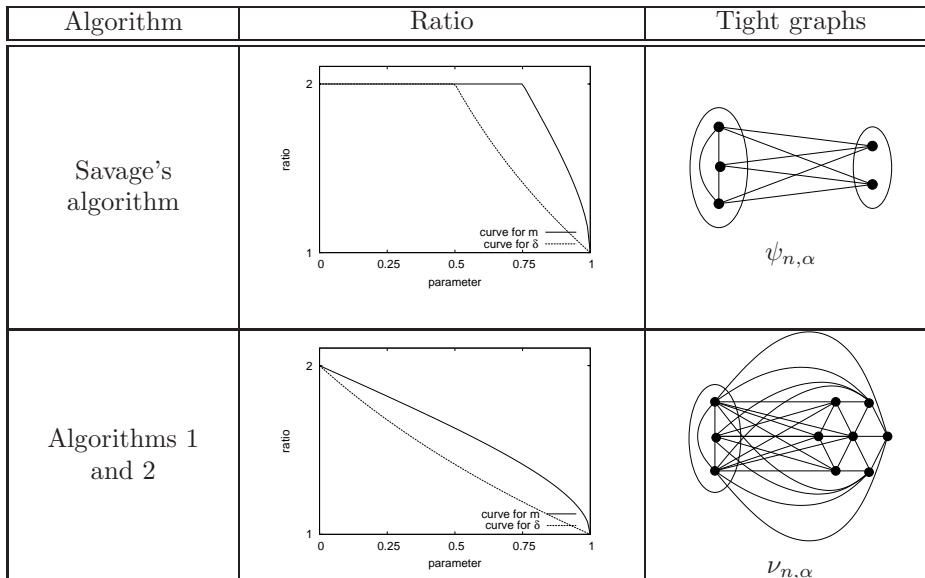 Algorithm Ratio Tight graphs
Savage's
algorithm
2
ratio
1
curve for m
curve for δ
0 0.25 0.5 0.75 1
parameter
ψn,α
Algorithms 1
and 2
2
ratio
1
curve for m
curve for δ
0 0.25 0.5 0.75 1
parameter
νn,α